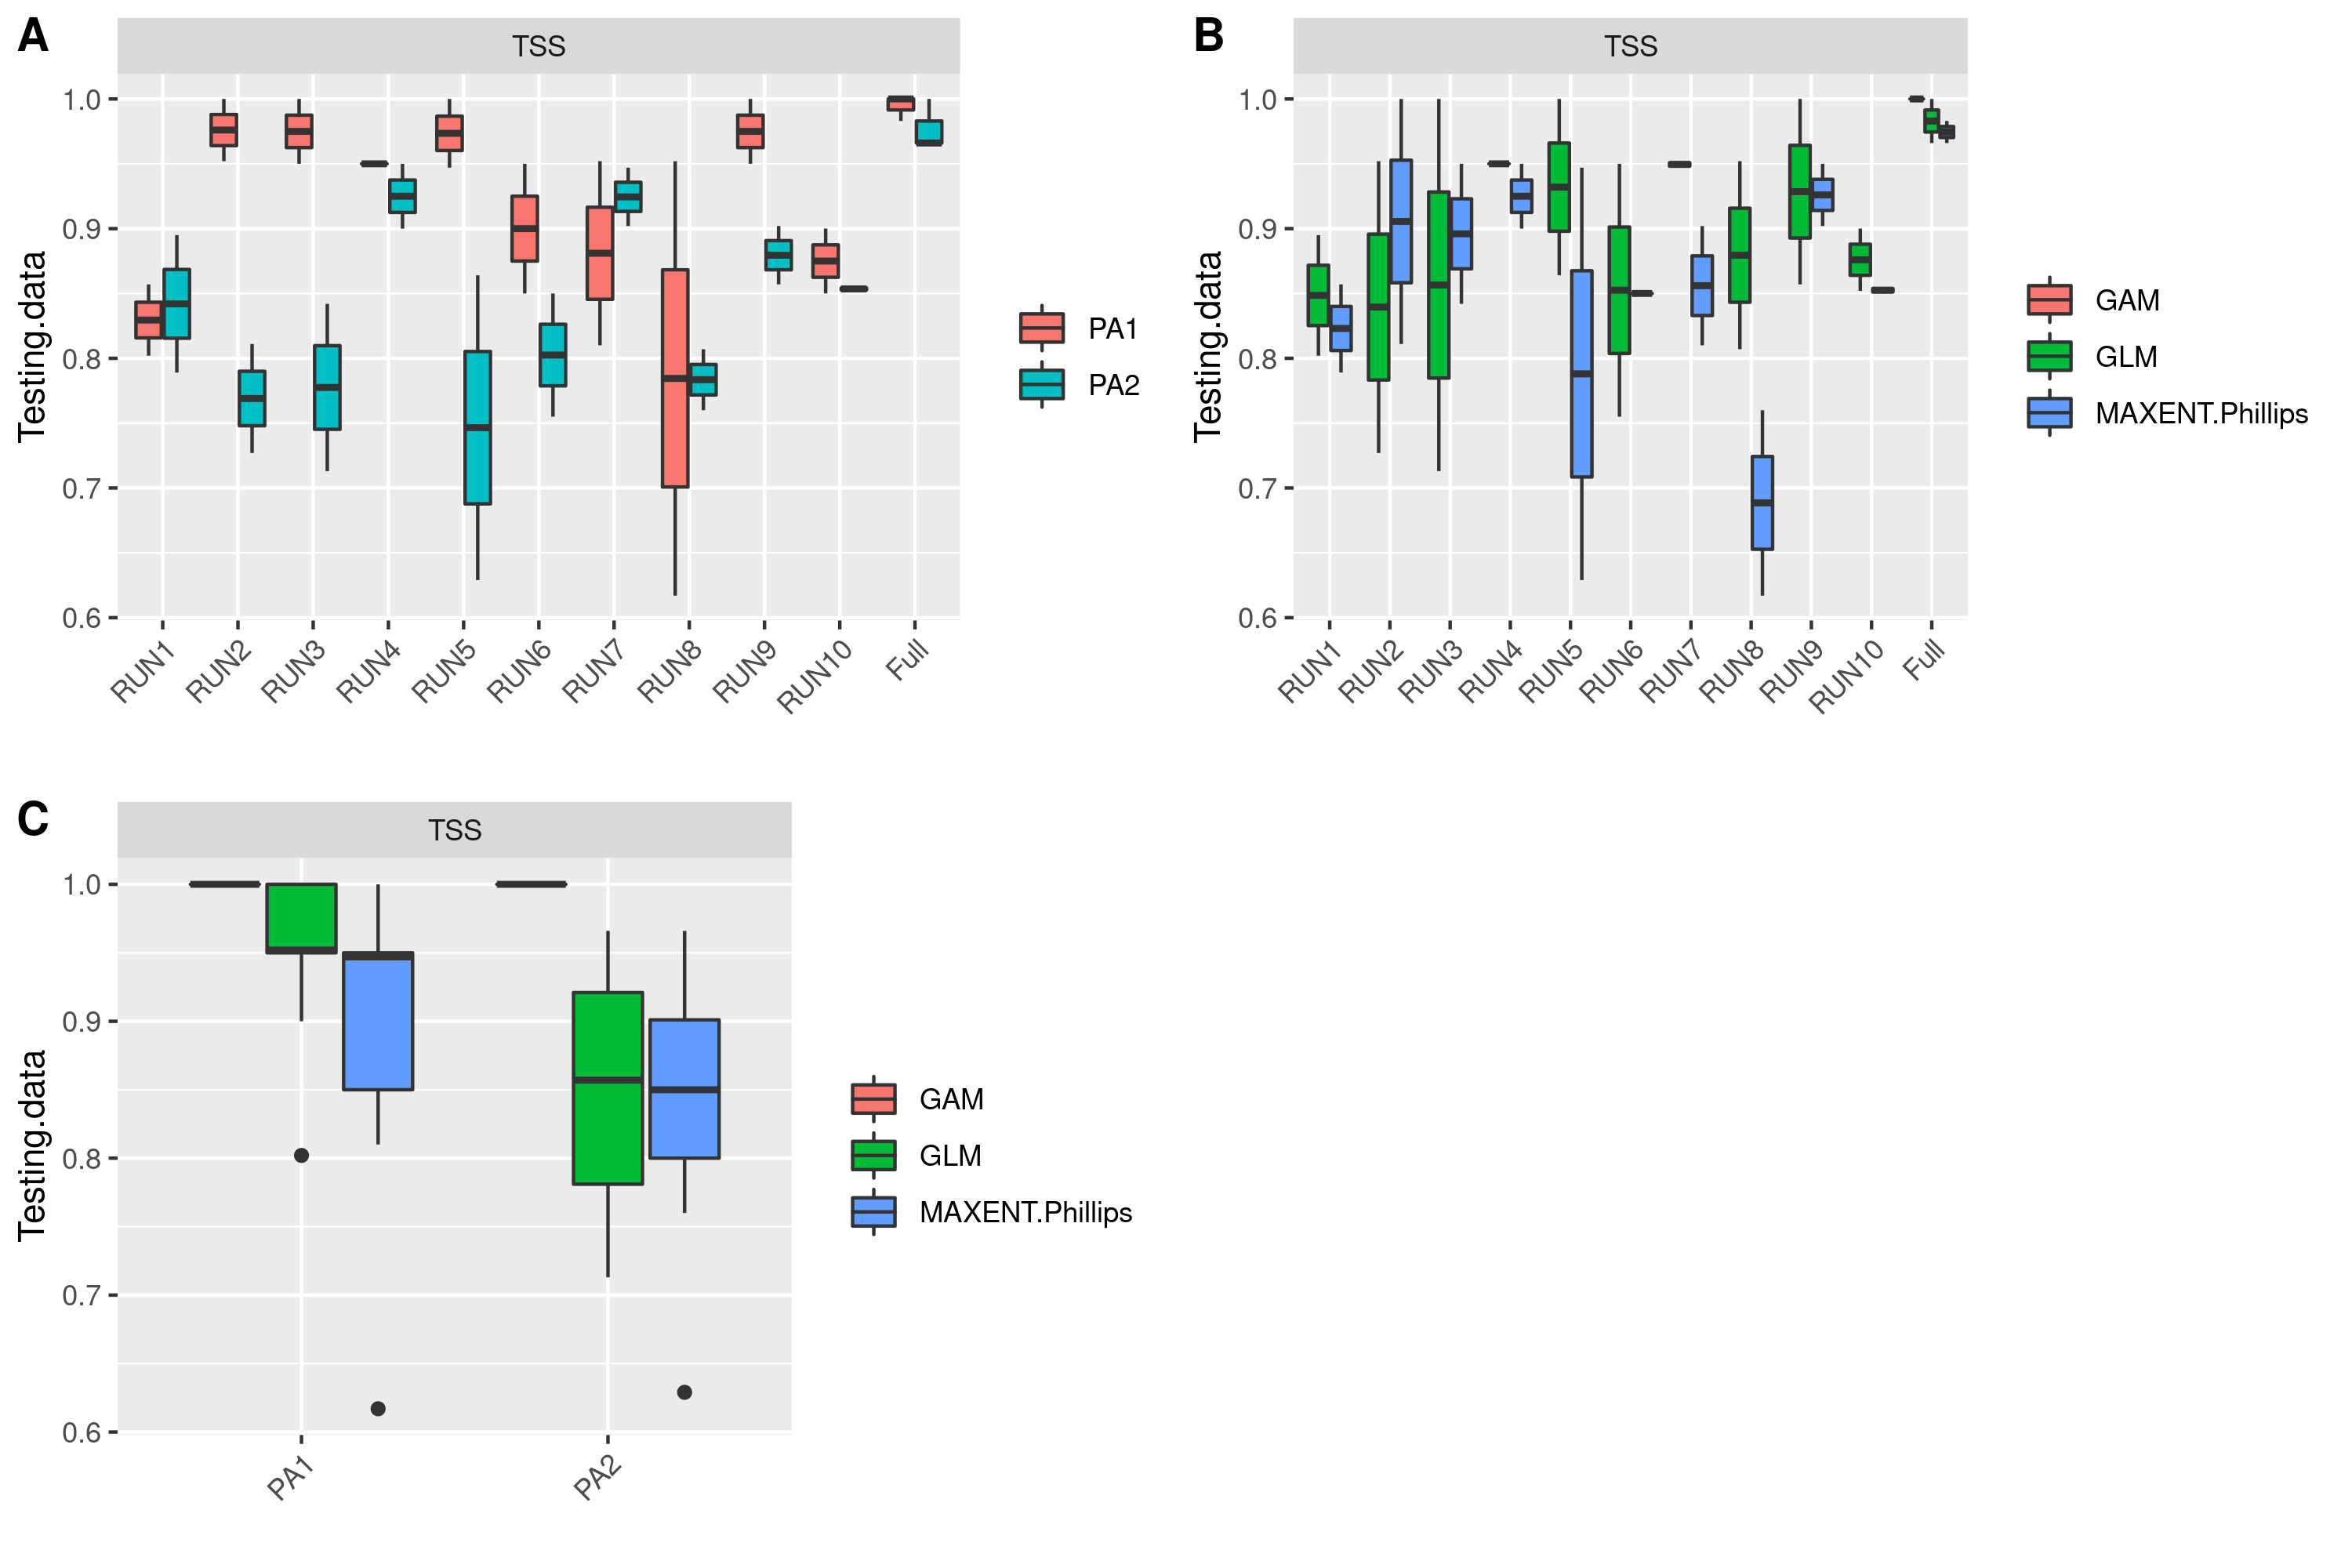 A
TSS
Testing.data
1.0
0.9
0.8
0.7
0.6
RUN1
RUN2
RUN3
RUN4
RUN5
RUN6
RUN7
RUN8
RUN9
RUN10
Full
PA1
PA2
B
TSS
Testing.data
1.0
0.9
0.8
0.7
0.6
RUN1
RUN2
RUN3
RUN4
RUN5
RUN6
RUN7
RUN8
RUN9
RUN10
Full
GAM
GLM
MAXENT.Phillips
C
TSS
Testing.data
1.0
0.9
0.8
0.7
0.6
PA1
PA2
GAM
GLM
MAXENT.Phillips